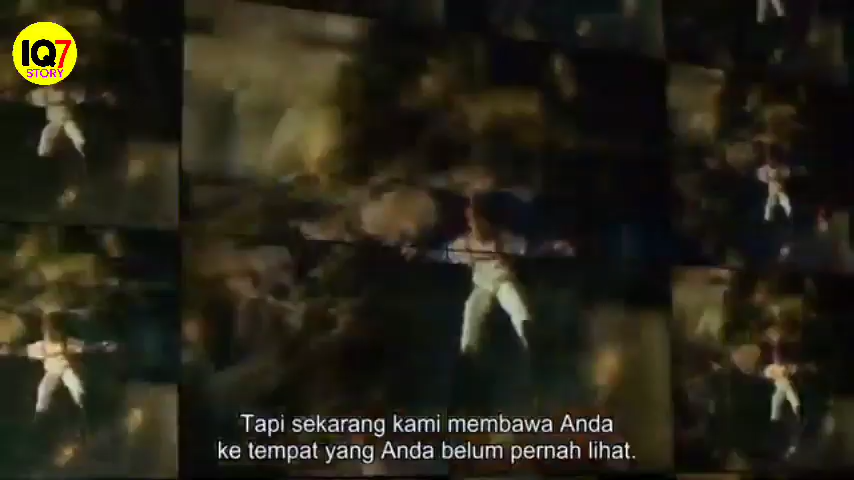 IQ7
STORY
Tapi sekarang kami membawa Anda
ke tempat yang Anda belum pernah lihat.